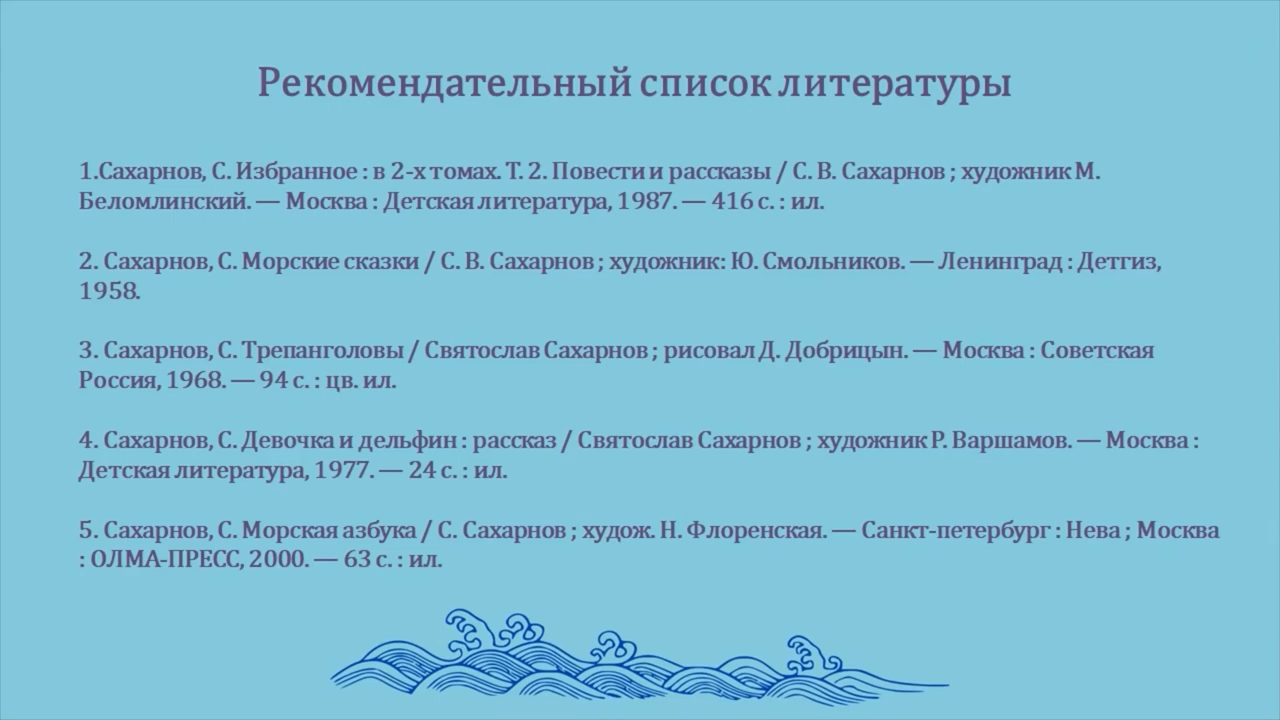 Рекомендательный список литературы
1.Сахарнов, С. Избранное : в 2-х томах. Т. 2. Повести и рассказы / С. В. Сахарнов ; художник М.
Беломлинский. — Москва : Детская литература, 1987. — 416 с. : ил.
2. Сахарнов, С. Морские сказки / С. В. Сахарнов ; художник: Ю. Смольников. — Ленинград : Детгиз,
1958.
3. Сахарнов, С. Трепанголовы / Святослав Сахарнов ; рисовал Д. Добрицын. — Москва : Советская
Россия, 1968. — 94 с. : цв. ил.
4. Сахарнов, С. Девочка и дельфин : рассказ / Святослав Сахарнов ; художник Р. Варшамов. — Москва :
Детская литература, 1977. — 24 с. : ил.
5. Сахарнов, С. Морская азбука / С. Сахарнов ; худож. Н. Флоренская. — Санкт-петербург : Нева ; Москва
: ОЛМА-ПРЕСС, 2000. — 63 с. : ил.